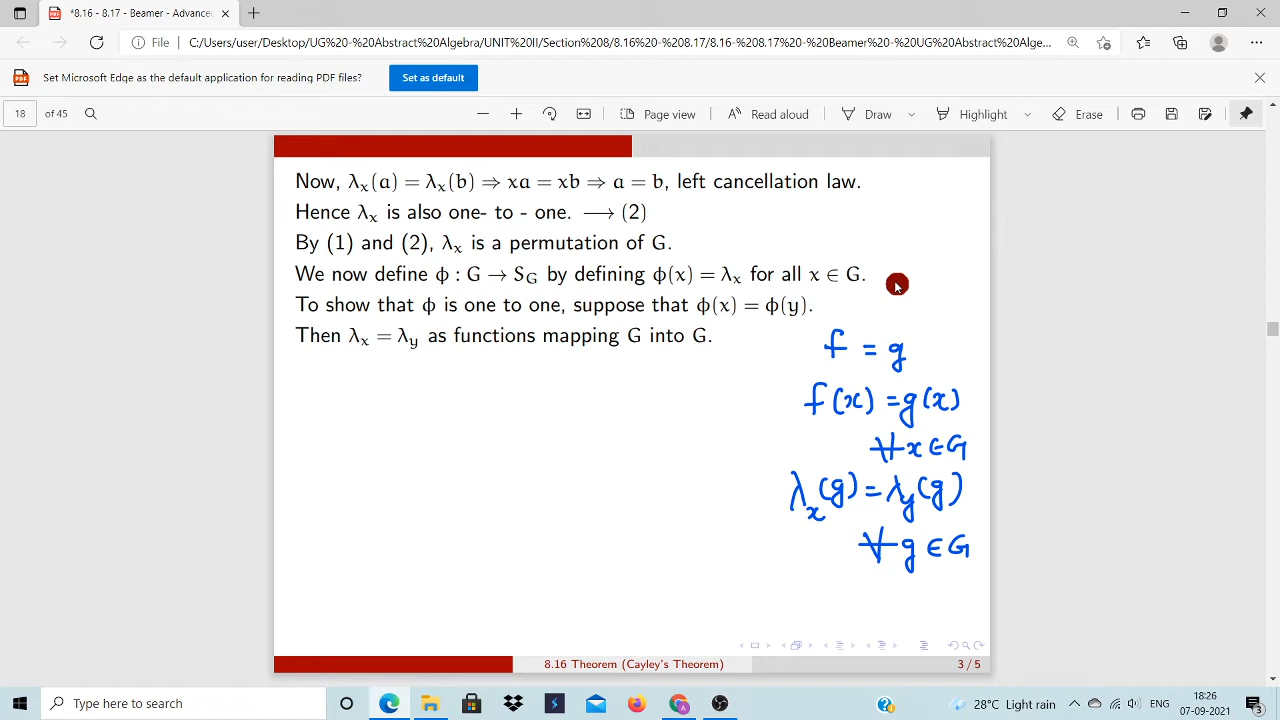 *8.16 - 8.17 - Beamer - Advance
File
C:/Users/user/Desktop/UG%20-%20Abstract%20Algebra/UNIT%20II/Section%208/8.16%20-%208.17/8.16-8.17%20-%20Beamer%20-UG%20Abstract%20Alge...
Set Microsoft Edge as the default application for reading PDF files?
Set as default
18 of 45
Page view
Read aloud
Draw
Highlight
Erase
Now, λx(a) = λx(b) ⇒ xa = xb ⇒ a = b, left cancellation law.
Hence λx is also one- to - one. ⟶ (2)
By (1) and (2), λx is a permutation of G.
We now define ϕ : G → SG by defining ϕ(x) = λx for all x ∈ G.
To show that ϕ is one to one, suppose that ϕ(x) = ϕ(y).
Then λx = λy as functions mapping G into G.
f = g
f(x) = g(x)
∀ x ∈ G
λx(g) = λy(g)
∀ g ∈ G
8.16 Theorem (Cayley's Theorem)
3 / 5
Type here to search
28°C Light rain
ENG
18:26
07-09-2021
3